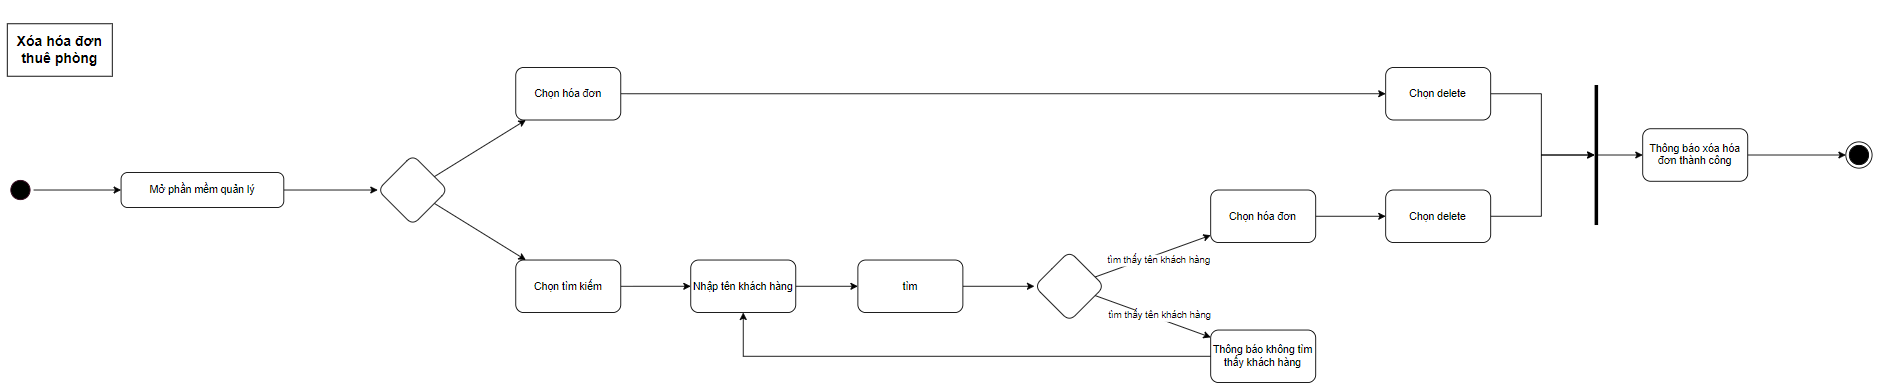 Xóa hóa đơn
thuê phòng
Mở phần mềm quản lý
Chọn hóa đơn
Chọn delete
Thông báo xóa hóa
đơn thành công
Chọn hóa đơn
Chọn delete
tìm thấy tên khách hàng
Chọn tìm kiếm
Nhập tên khách hàng
tìm
tìm thấy tên khách hàng
Thông báo không tìm
thấy khách hàng